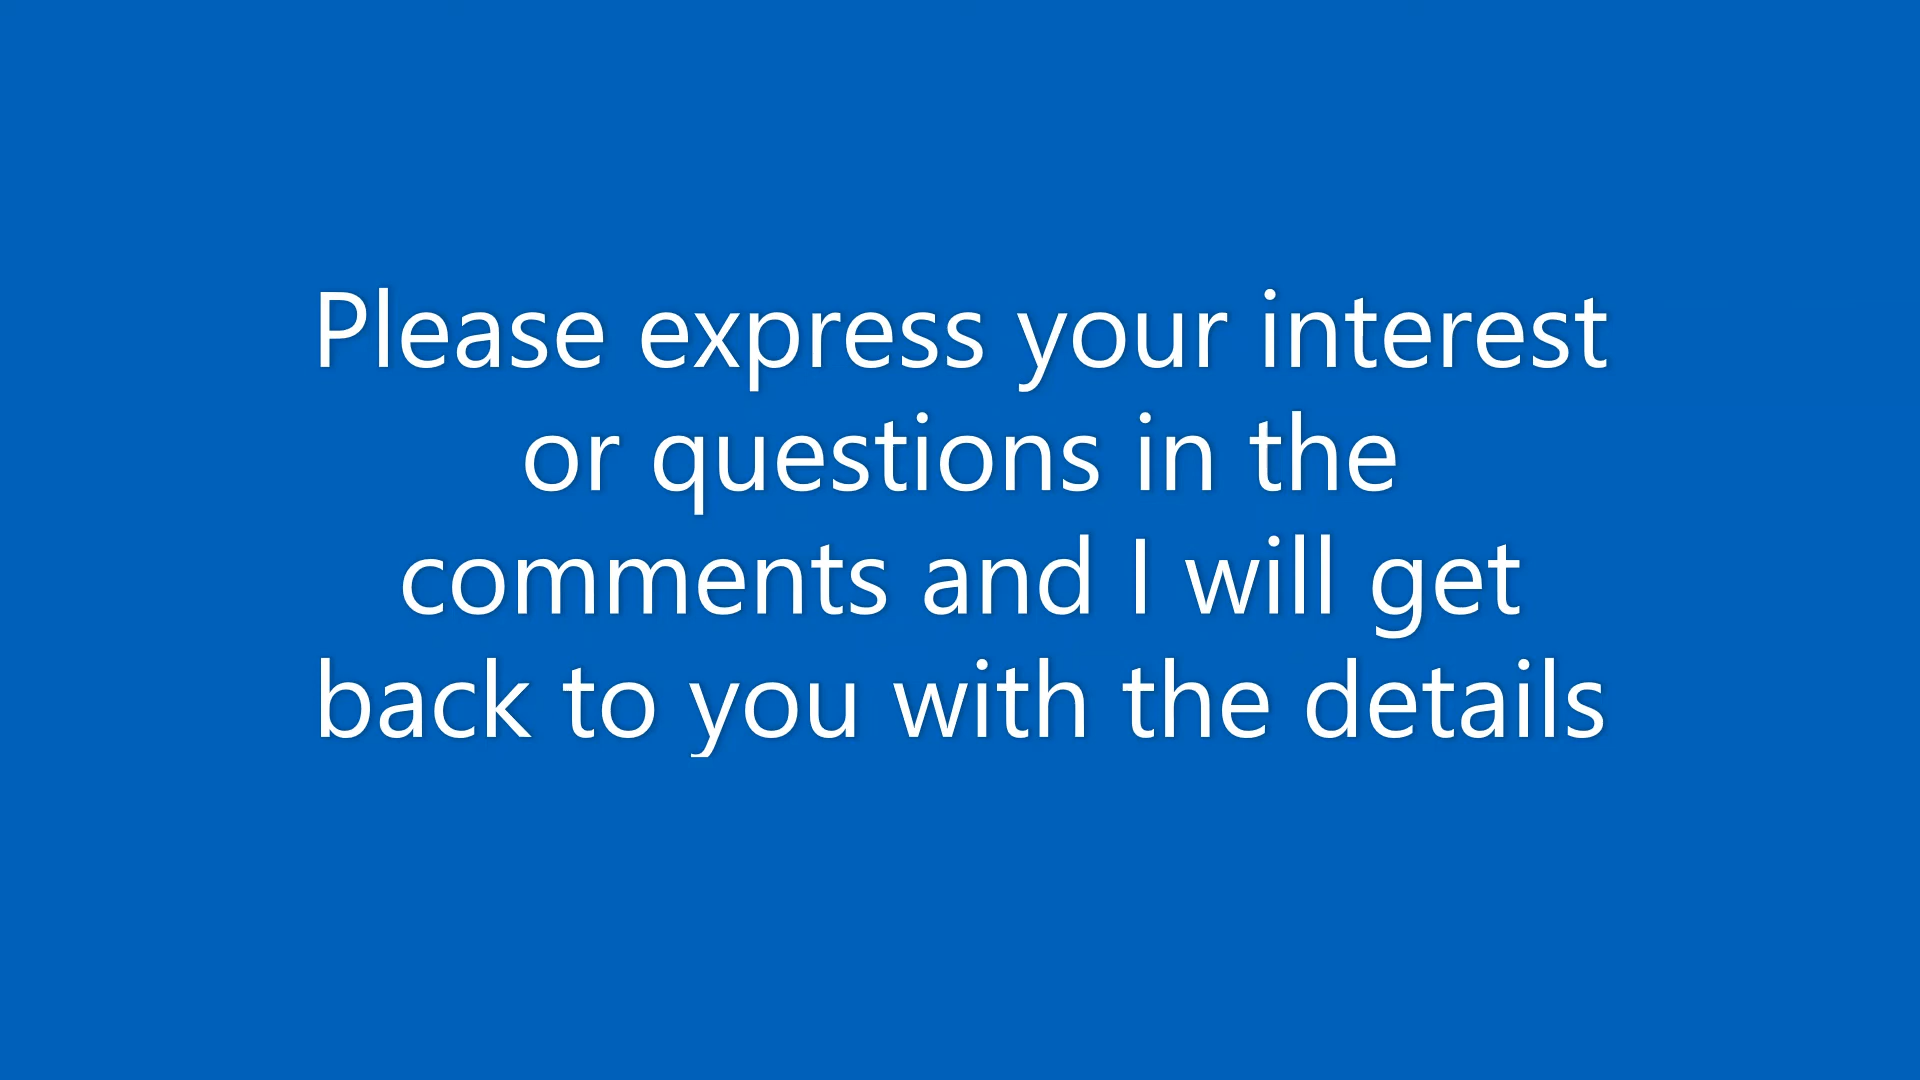 Please express your interest
or questions in the
comments and I will get
back to you with the details